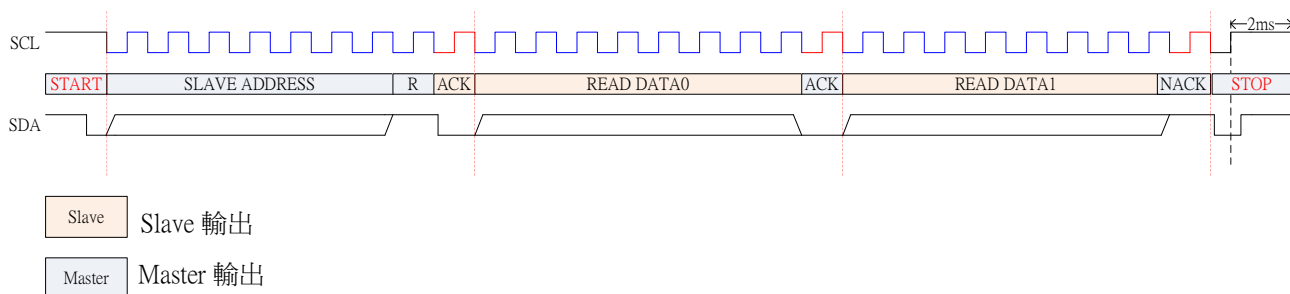 SCL 2ms
START SLAVE ADDRESS R ACK READ DATA0 ACK READ DATA1 NACK STOP
SDA
Slave Slave 輸出
Master Master 輸出